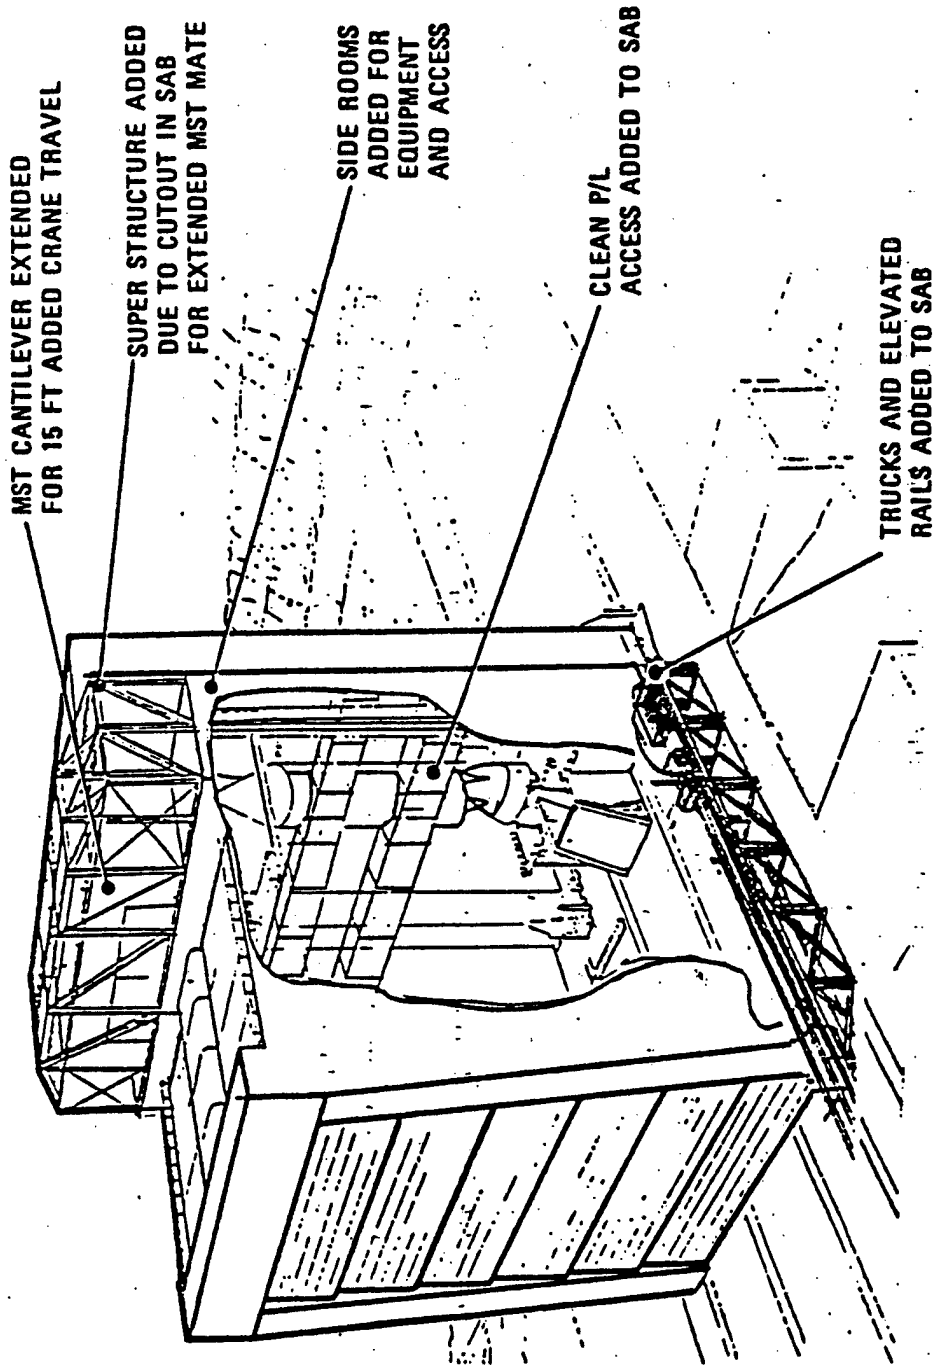 MST CANTILEVER EXTENDED
FOR 15 FT ADDED CRANE TRAVEL
SUPER STRUCTURE ADDED
DUE TO CUTOUT IN SAB
FOR EXTENDED MST MATE
SIDE ROOMS
ADDED FOR
EQUIPMENT
AND ACCESS
CLEAN P/L
ACCESS ADDED TO SAB
TRUCKS AND ELEVATED
RAILS ADDED TO SAB